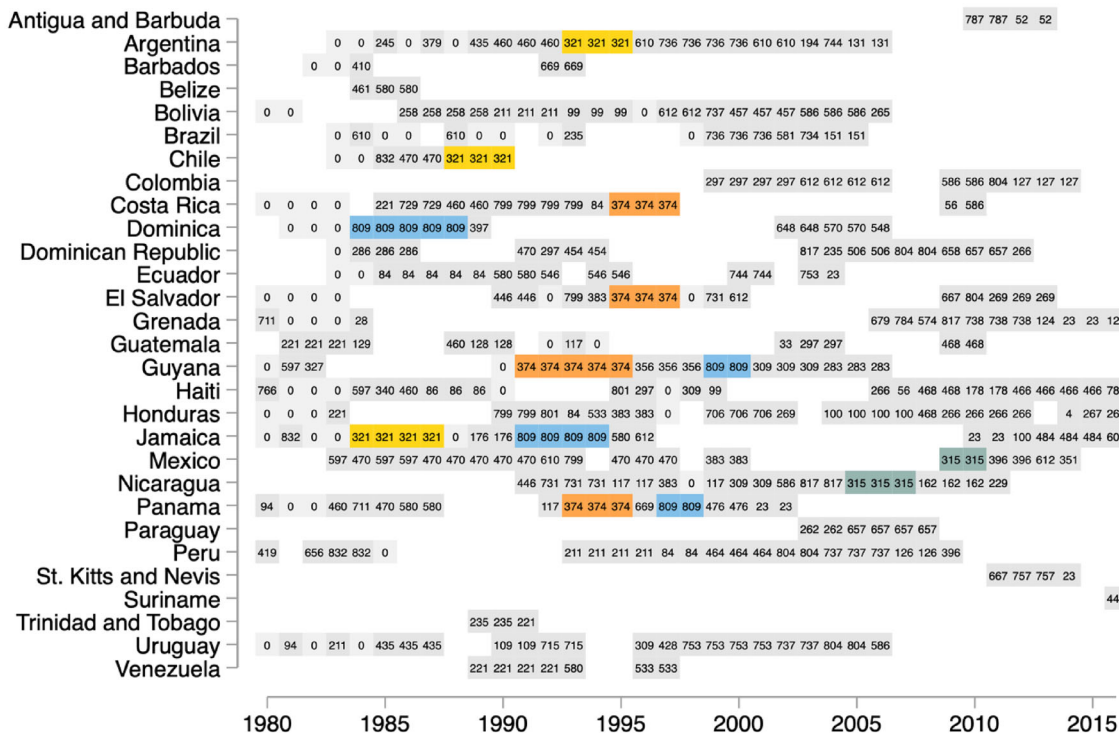 Antigua and Barbuda 787 787 52 52
Argentina 0 0 245 0 379 0 435 460 460 460 321 321 321 610 736 736 736 736 610 610 194 744 131 131
Barbados 0 0 410 669 669
Belize 461 580 580
Bolivia 0 0 258 258 258 258 211 211 211 99 99 99 0 612 612 737 457 457 457 586 586 586 265
Brazil 0 610 0 0 610 0 0 0 235 0 736 736 736 581 734 151 151
Chile 0 0 832 470 470 321 321 321
Colombia 297 297 297 297 612 612 612 612 586 586 804 127 127 127
Costa Rica 0 0 0 0 221 729 729 460 460 799 799 799 799 84 374 374 374 56 586
Dominica 0 0 0 809 809 809 809 809 397 648 648 570 570 548
Dominican Republic 0 286 286 286 470 297 454 454 817 235 506 506 804 804 658 657 657 266
Ecuador 0 0 84 84 84 84 84 580 580 546 546 546 744 744 753 23
El Salvador 0 0 0 0 446 446 0 799 383 374 374 374 0 731 612 667 804 269 269 269
Grenada 711 0 0 0 28 679 784 574 817 738 738 738 124 23 23 12
Guatemala 221 221 221 129 460 128 128 0 117 0 33 297 297 468 468
Guyana 0 597 327 0 374 374 374 374 374 356 356 356 809 809 309 309 309 283 283 283
Haiti 766 0 0 0 597 340 460 86 86 86 0 801 297 0 309 99 266 56 468 468 178 178 466 466 466 466 78
Honduras 0 0 0 221 799 799 801 84 533 383 383 0 706 706 706 269 100 100 100 100 468 266 266 266 266 4 267 26
Jamaica 0 832 0 0 321 321 321 321 0 176 176 809 809 809 809 580 612 23 23 100 484 484 484 60
Mexico 597 470 597 597 470 470 470 470 470 610 799 470 470 470 383 383 315 315 396 396 612 351
Nicaragua 446 731 731 731 117 117 383 0 117 309 309 586 817 817 315 315 315 162 162 162 229
Panama 94 0 0 460 711 470 580 580 117 374 374 374 669 809 809 476 476 23 23
Paraguay 262 262 657 657 657 657
Peru 419 656 832 832 0 211 211 211 211 84 84 464 464 464 804 804 737 737 737 126 126 396
St. Kitts and Nevis 667 757 757 23
Suriname 44
Trinidad and Tobago 235 235 221
Uruguay 0 94 0 211 0 435 435 435 109 109 715 715 309 428 753 753 753 753 737 737 804 804 586
Venezuela 221 221 221 221 580 533 533
1980 1985 1990 1995 2000 2005 2010 2015